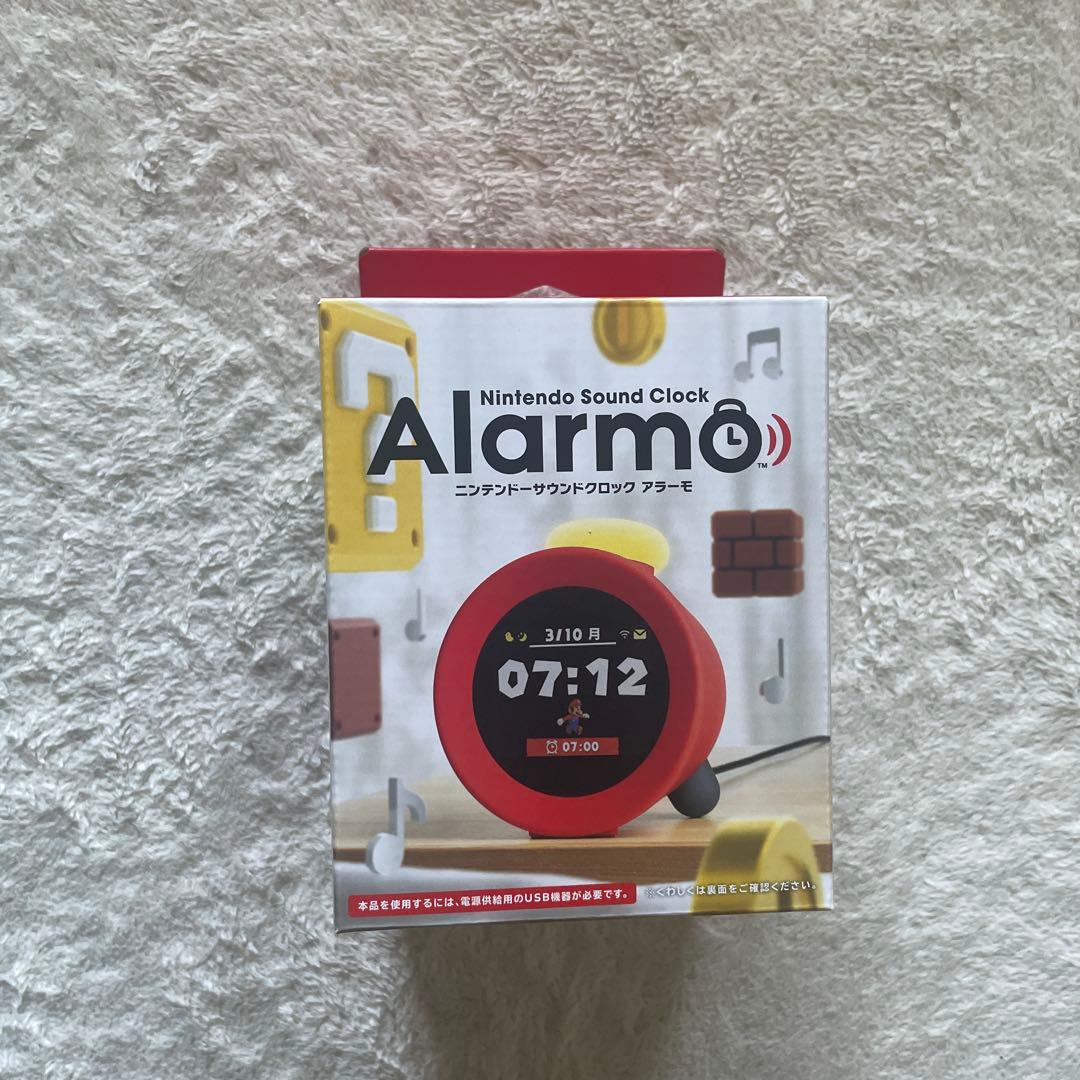 Nintendo Sound Clock
Alarmo™
ニンテンドーサウンドクロック アラーモ
3/10 月
07:12
07:00
本品を使用するには、電源供給用のUSB機器が必要です。
※くわしくは裏面をご確認ください。